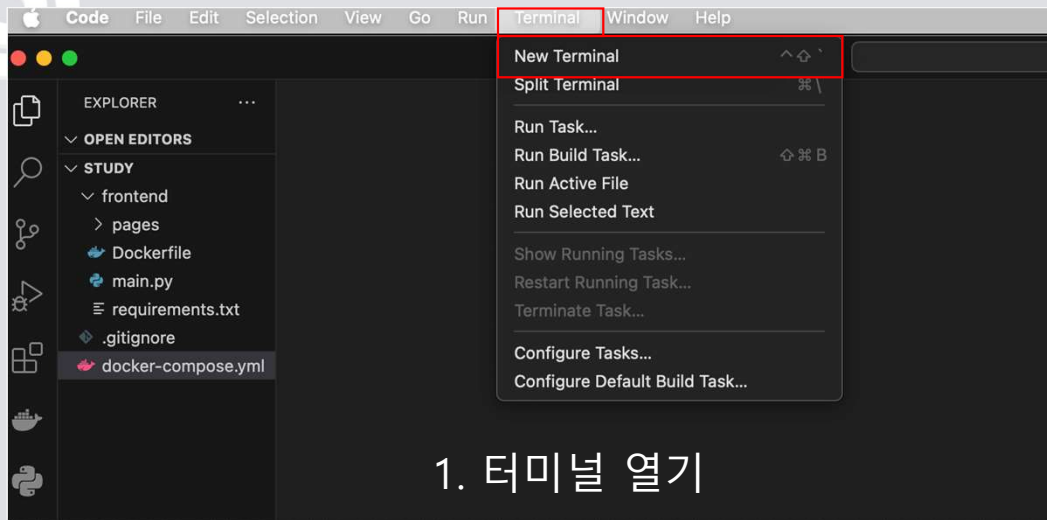 Code File Edit Selection View Go Run Terminal Window Help
New Terminal ^⇧`
Split Terminal ⌘\
Run Task...
Run Build Task... ⇧⌘B
Run Active File
Run Selected Text
Show Running Tasks...
Restart Running Task...
Terminate Task...
Configure Tasks...
Configure Default Build Task...
EXPLORER ...
OPEN EDITORS
STUDY
frontend
pages
Dockerfile
main.py
requirements.txt
.gitignore
docker-compose.yml
1. 터미널 열기